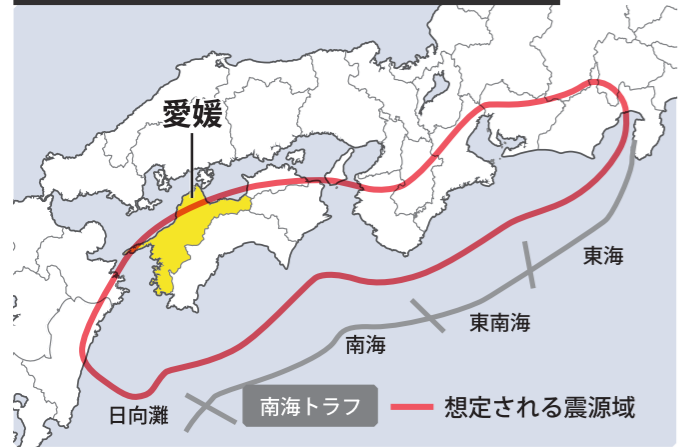 愛媛
東海
東南海
南海
日向灘
南海トラフ
想定される震源域